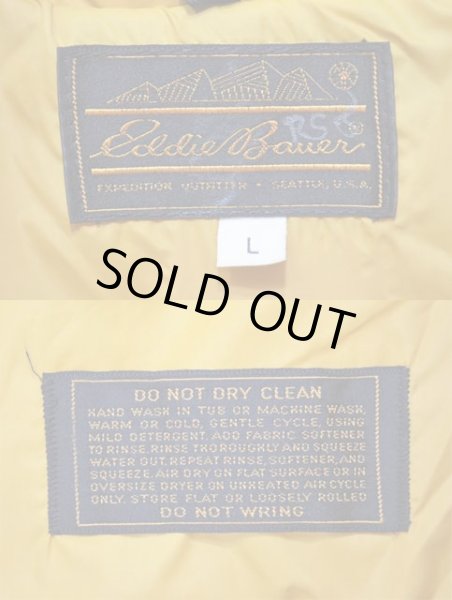 RS
Eddie Bauer
EXPEDITION OUTFITTER • SEATTLE, U.S.A.
L
SOLD OUT
DO NOT DRY CLEAN
HAND WASH IN TUB OR MACHINE WASH,
WARM OR COLD, GENTLE CYCLE, USING
MILD DETERGENT. ADD FABRIC SOFTENER
TO RINSE. RINSE THOROUGHLY AND SQUEEZE
WATER OUT. REPEAT RINSE, SOFTENER, AND
SQUEEZE. AIR DRY ON FLAT SURFACE OR IN
OVERSIZE DRYER ON UNHEATED AIR CYCLE
ONLY. STORE FLAT OR LOOSELY ROLLED
DO NOT WRING